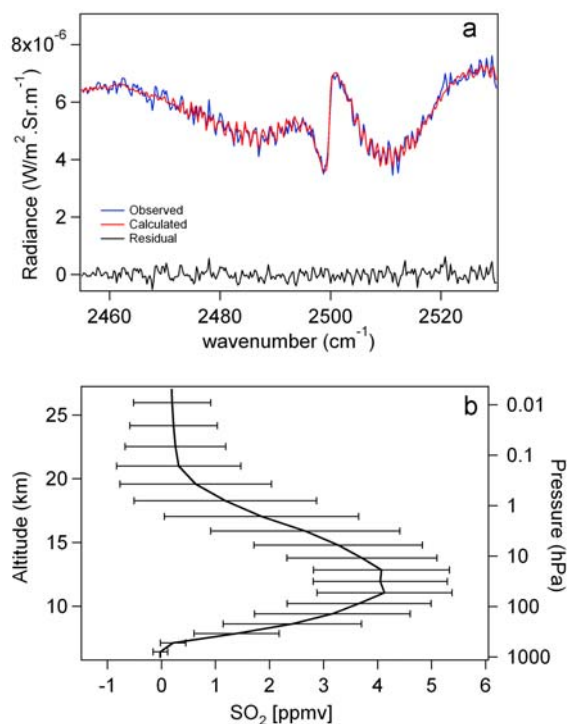 a
8x10-6
6
4
2
0
Radiance (W/m2.Sr.m-1)
Observed
Calculated
Residual
2460 2480 2500 2520
wavenumber (cm-1)
b
25
20
15
10
Altitude (km)
0.01
0.1
1
10
100
1000
Pressure (hPa)
-1 0 1 2 3 4 5 6
SO2 [ppmv]